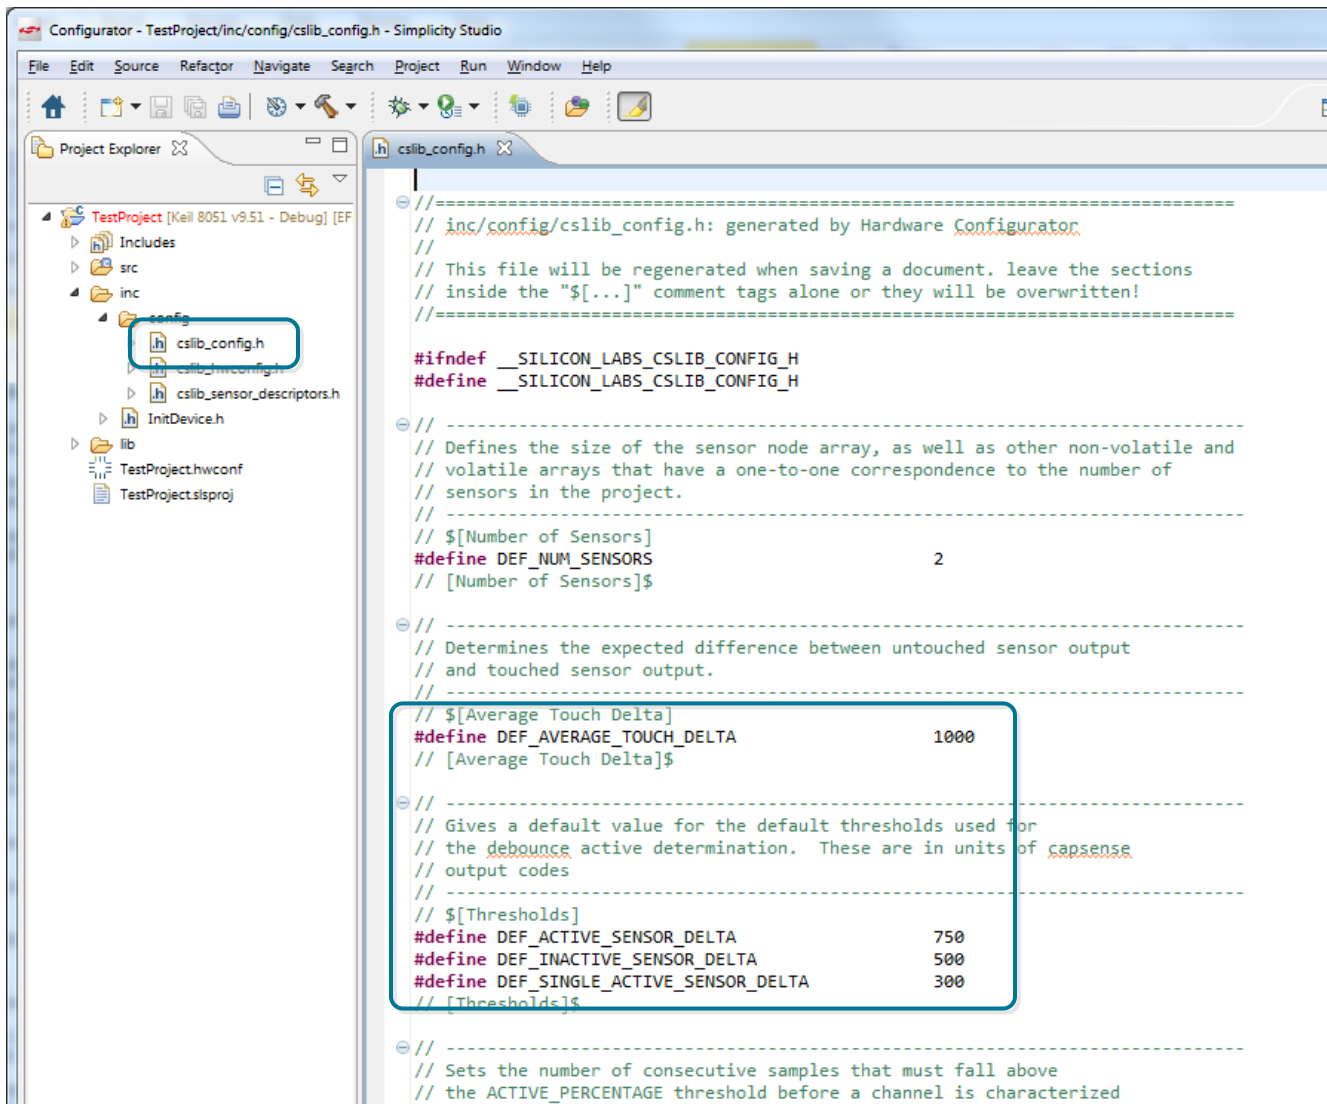 Configurator - TestProject/inc/config/cslib_config.h - Simplicity Studio
File Edit Source Refactor Navigate Search Project Run Window Help
Project Explorer
TestProject [Keil 8051 v9.51 - Debug] [EF
Includes
src
inc
config
cslib_config.h
cslib_hwconfig.h
cslib_sensor_descriptors.h
InitDevice.h
lib
TestProject.hwconf
TestProject.slsproj
cslib_config.h
//=============================================================================
// inc/config/cslib_config.h: generated by Hardware Configurator
//
// This file will be regenerated when saving a document. leave the sections
// inside the "$[...]" comment tags alone or they will be overwritten!
//=============================================================================
#ifndef __SILICON_LABS_CSLIB_CONFIG_H
#define __SILICON_LABS_CSLIB_CONFIG_H
// -----------------------------------------------------------------------------
// Defines the size of the sensor node array, as well as other non-volatile and
// volatile arrays that have a one-to-one correspondence to the number of
// sensors in the project.
// -----------------------------------------------------------------------------
// $[Number of Sensors]
#define DEF_NUM_SENSORS 2
// [Number of Sensors]$
// -----------------------------------------------------------------------------
// Determines the expected difference between untouched sensor output
// and touched sensor output.
// -----------------------------------------------------------------------------
// $[Average Touch Delta]
#define DEF_AVERAGE_TOUCH_DELTA 1000
// [Average Touch Delta]$
// -----------------------------------------------------------------------------
// Gives a default value for the default thresholds used for
// the debounce active determination.  These are in units of capsense
// output codes
// -----------------------------------------------------------------------------
// $[Thresholds]
#define DEF_ACTIVE_SENSOR_DELTA 750
#define DEF_INACTIVE_SENSOR_DELTA 500
#define DEF_SINGLE_ACTIVE_SENSOR_DELTA 300
// [Thresholds]$
// -----------------------------------------------------------------------------
// Sets the number of consecutive samples that must fall above
// the ACTIVE_PERCENTAGE threshold before a channel is characterized